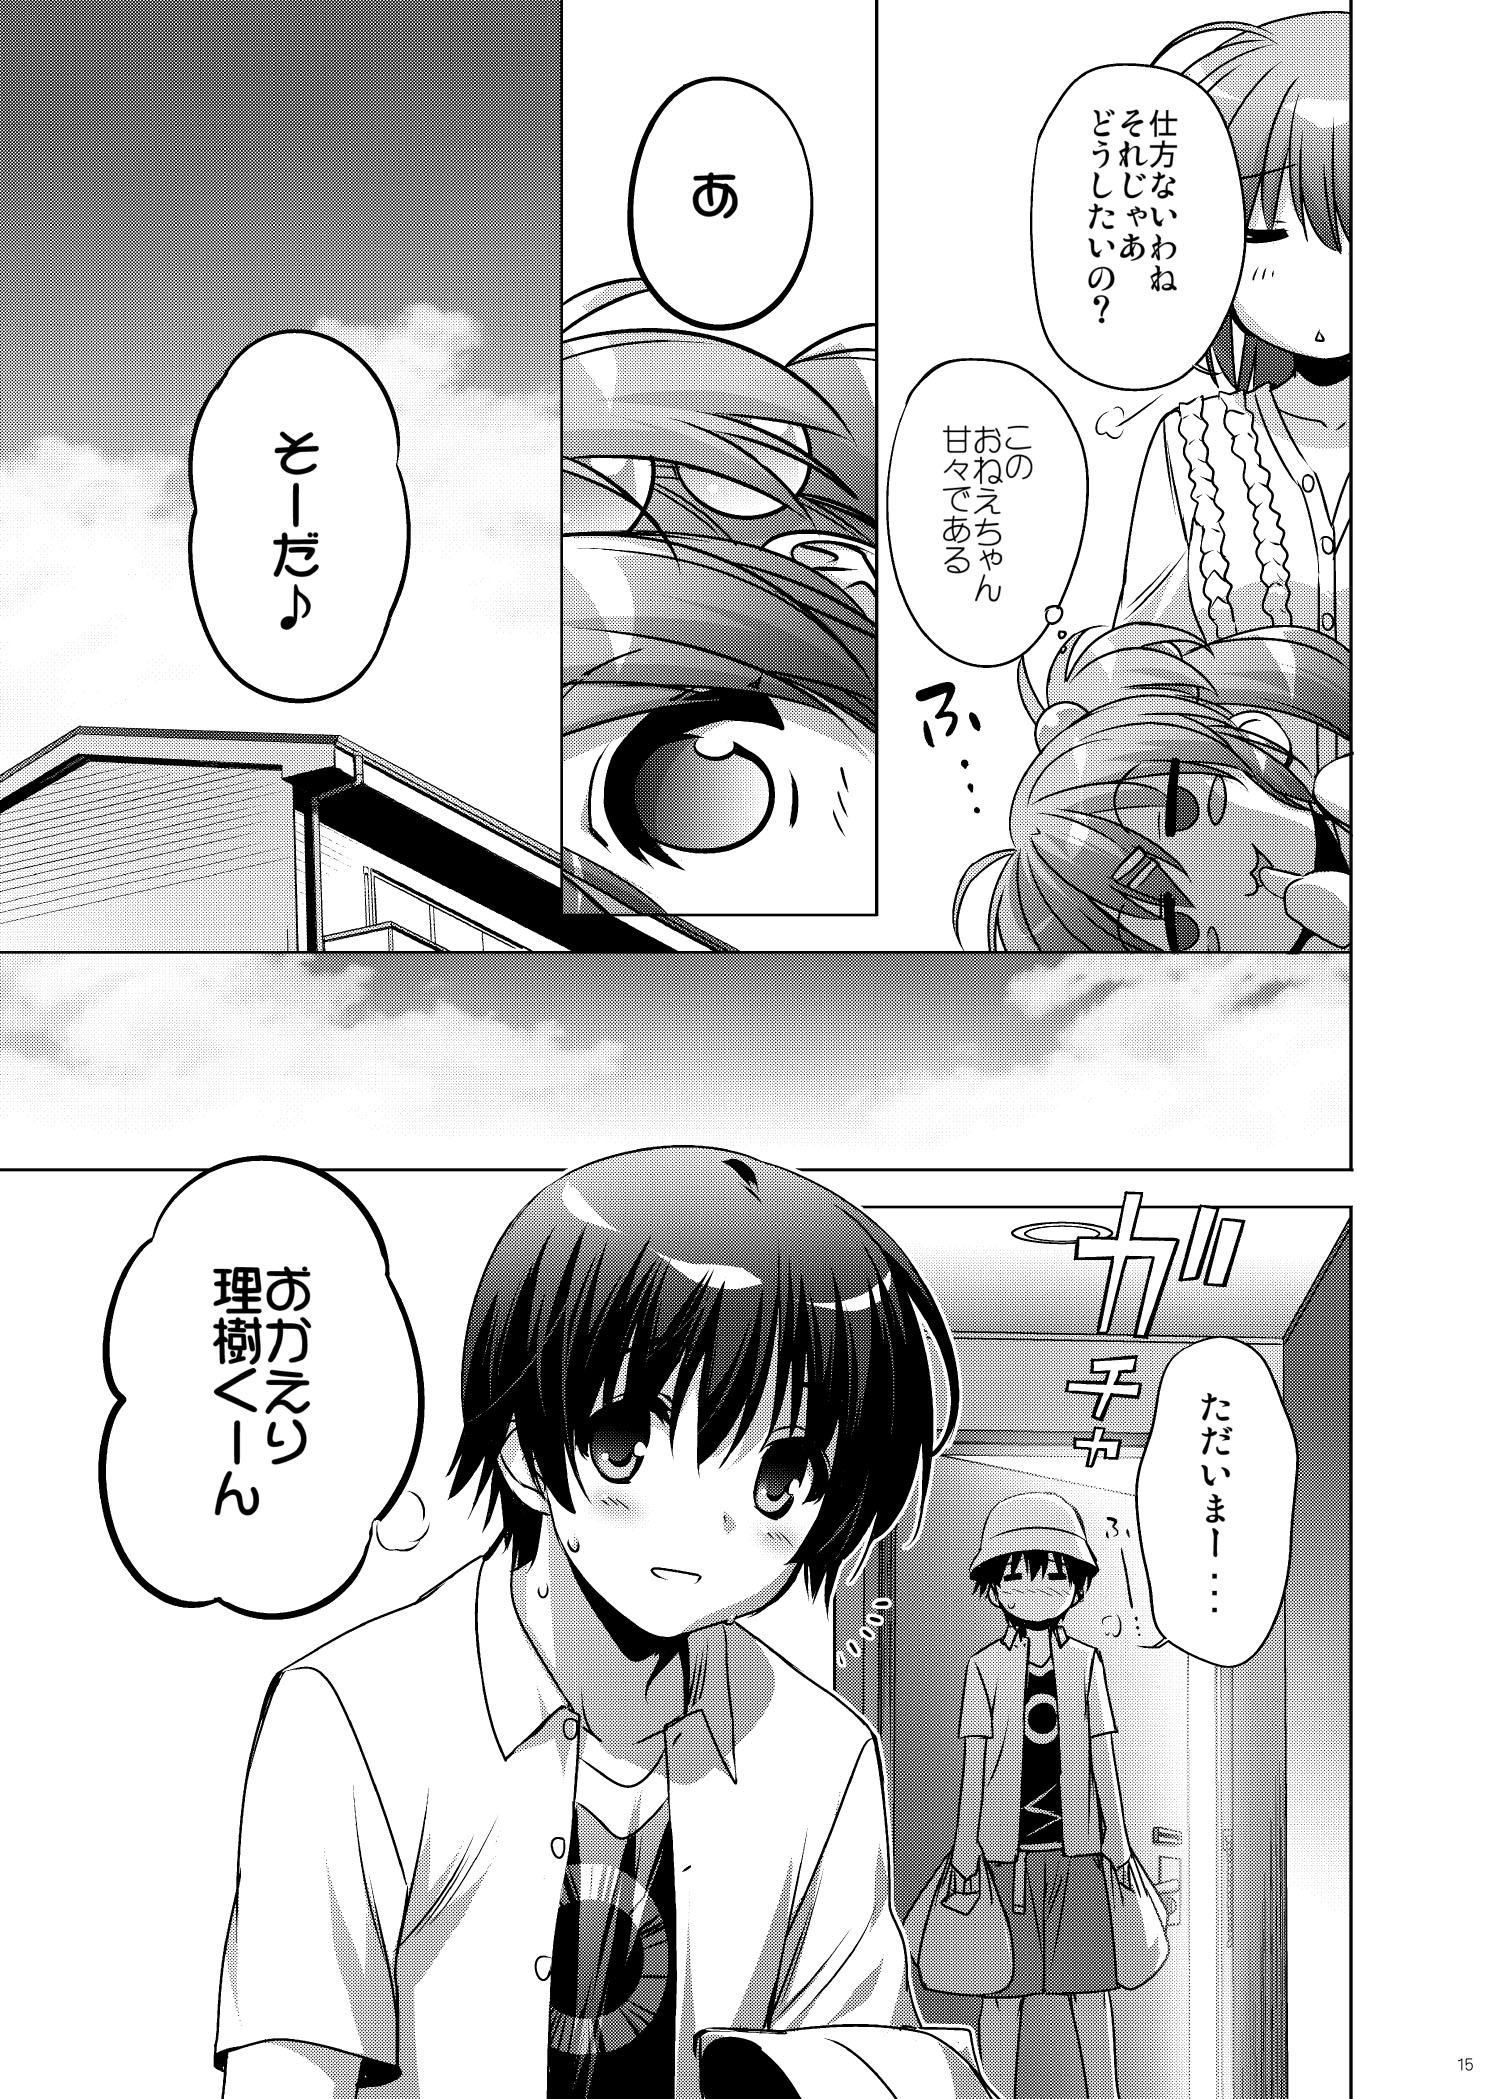 仕方ないわね
それじゃあ
どうしたいの？
この
おねえちゃん
甘々である
ふ…
あ
そーだ♪
ガチャ
ただいまー...
ふぅ…
おかえり
理樹くーん
15